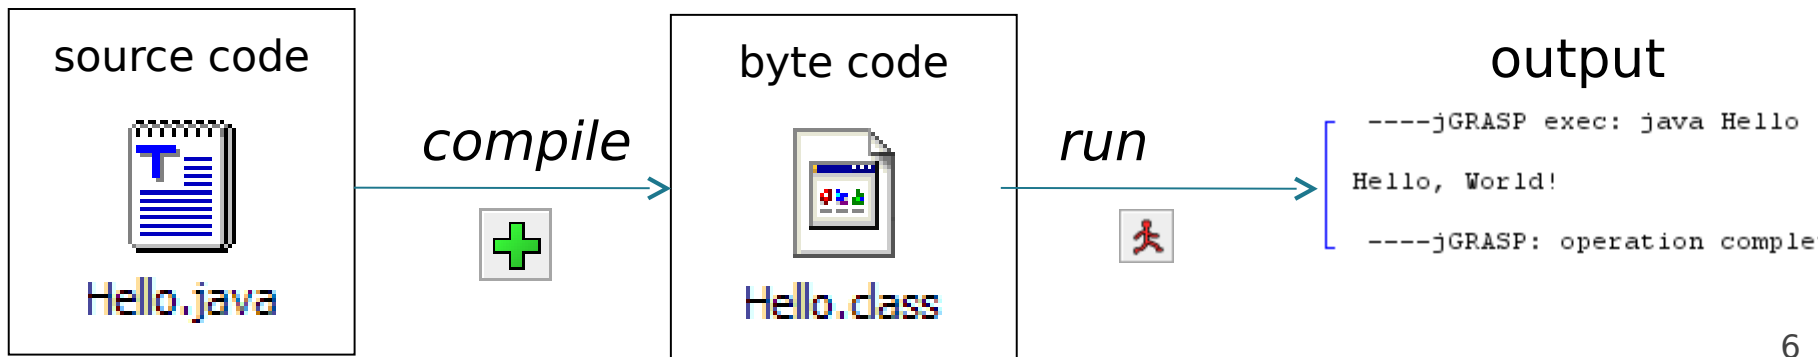 source code
Hello.java
compile
byte code
Hello.class
run
output
----jGRASP exec: java Hello
Hello, World!
----jGRASP: operation comple
6